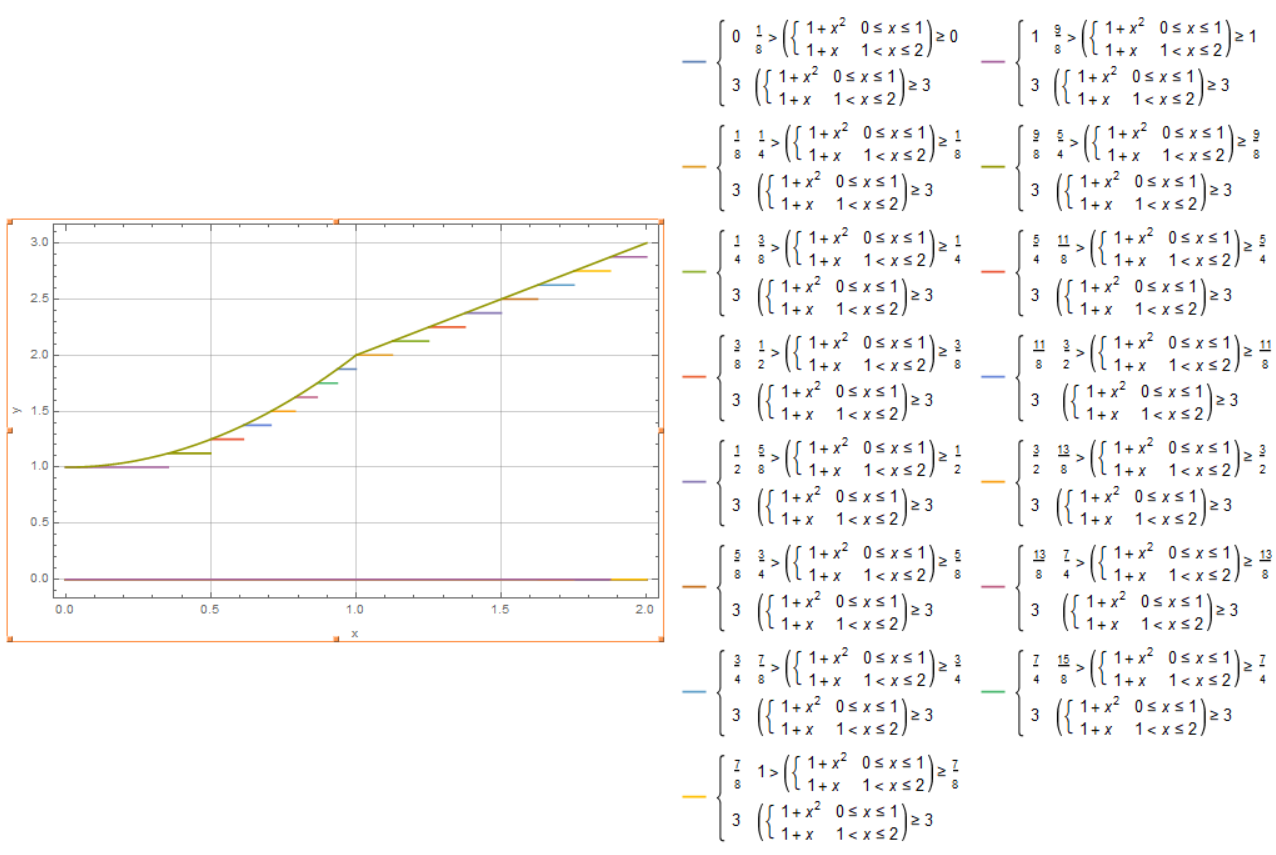 3.0
2.5
2.0
1.5
1.0
0.5
0.0
y
0.0 0.5 1.0 1.5 2.0
x
0 1/8 > ({ 1 + x² 0 ≤ x ≤ 1
1 + x 1 < x ≤ 2 ) ≥ 0
3 ({ 1 + x² 0 ≤ x ≤ 1
1 + x 1 < x ≤ 2 ) ≥ 3
1/8 1/4 > ({ 1 + x² 0 ≤ x ≤ 1
1 + x 1 < x ≤ 2 ) ≥ 1/8
3 ({ 1 + x² 0 ≤ x ≤ 1
1 + x 1 < x ≤ 2 ) ≥ 3
1/4 3/8 > ({ 1 + x² 0 ≤ x ≤ 1
1 + x 1 < x ≤ 2 ) ≥ 1/4
3 ({ 1 + x² 0 ≤ x ≤ 1
1 + x 1 < x ≤ 2 ) ≥ 3
3/8 1/2 > ({ 1 + x² 0 ≤ x ≤ 1
1 + x 1 < x ≤ 2 ) ≥ 3/8
3 ({ 1 + x² 0 ≤ x ≤ 1
1 + x 1 < x ≤ 2 ) ≥ 3
1/2 5/8 > ({ 1 + x² 0 ≤ x ≤ 1
1 + x 1 < x ≤ 2 ) ≥ 1/2
3 ({ 1 + x² 0 ≤ x ≤ 1
1 + x 1 < x ≤ 2 ) ≥ 3
5/8 3/4 > ({ 1 + x² 0 ≤ x ≤ 1
1 + x 1 < x ≤ 2 ) ≥ 5/8
3 ({ 1 + x² 0 ≤ x ≤ 1
1 + x 1 < x ≤ 2 ) ≥ 3
3/4 7/8 > ({ 1 + x² 0 ≤ x ≤ 1
1 + x 1 < x ≤ 2 ) ≥ 3/4
3 ({ 1 + x² 0 ≤ x ≤ 1
1 + x 1 < x ≤ 2 ) ≥ 3
7/8 1 > ({ 1 + x² 0 ≤ x ≤ 1
1 + x 1 < x ≤ 2 ) ≥ 7/8
3 ({ 1 + x² 0 ≤ x ≤ 1
1 + x 1 < x ≤ 2 ) ≥ 3
1 9/8 > ({ 1 + x² 0 ≤ x ≤ 1
1 + x 1 < x ≤ 2 ) ≥ 1
3 ({ 1 + x² 0 ≤ x ≤ 1
1 + x 1 < x ≤ 2 ) ≥ 3
9/8 5/4 > ({ 1 + x² 0 ≤ x ≤ 1
1 + x 1 < x ≤ 2 ) ≥ 9/8
3 ({ 1 + x² 0 ≤ x ≤ 1
1 + x 1 < x ≤ 2 ) ≥ 3
5/4 11/8 > ({ 1 + x² 0 ≤ x ≤ 1
1 + x 1 < x ≤ 2 ) ≥ 5/4
3 ({ 1 + x² 0 ≤ x ≤ 1
1 + x 1 < x ≤ 2 ) ≥ 3
11/8 3/2 > ({ 1 + x² 0 ≤ x ≤ 1
1 + x 1 < x ≤ 2 ) ≥ 11/8
3 ({ 1 + x² 0 ≤ x ≤ 1
1 + x 1 < x ≤ 2 ) ≥ 3
3/2 13/8 > ({ 1 + x² 0 ≤ x ≤ 1
1 + x 1 < x ≤ 2 ) ≥ 3/2
3 ({ 1 + x² 0 ≤ x ≤ 1
1 + x 1 < x ≤ 2 ) ≥ 3
13/8 7/4 > ({ 1 + x² 0 ≤ x ≤ 1
1 + x 1 < x ≤ 2 ) ≥ 13/8
3 ({ 1 + x² 0 ≤ x ≤ 1
1 + x 1 < x ≤ 2 ) ≥ 3
7/4 15/8 > ({ 1 + x² 0 ≤ x ≤ 1
1 + x 1 < x ≤ 2 ) ≥ 7/4
3 ({ 1 + x² 0 ≤ x ≤ 1
1 + x 1 < x ≤ 2 ) ≥ 3